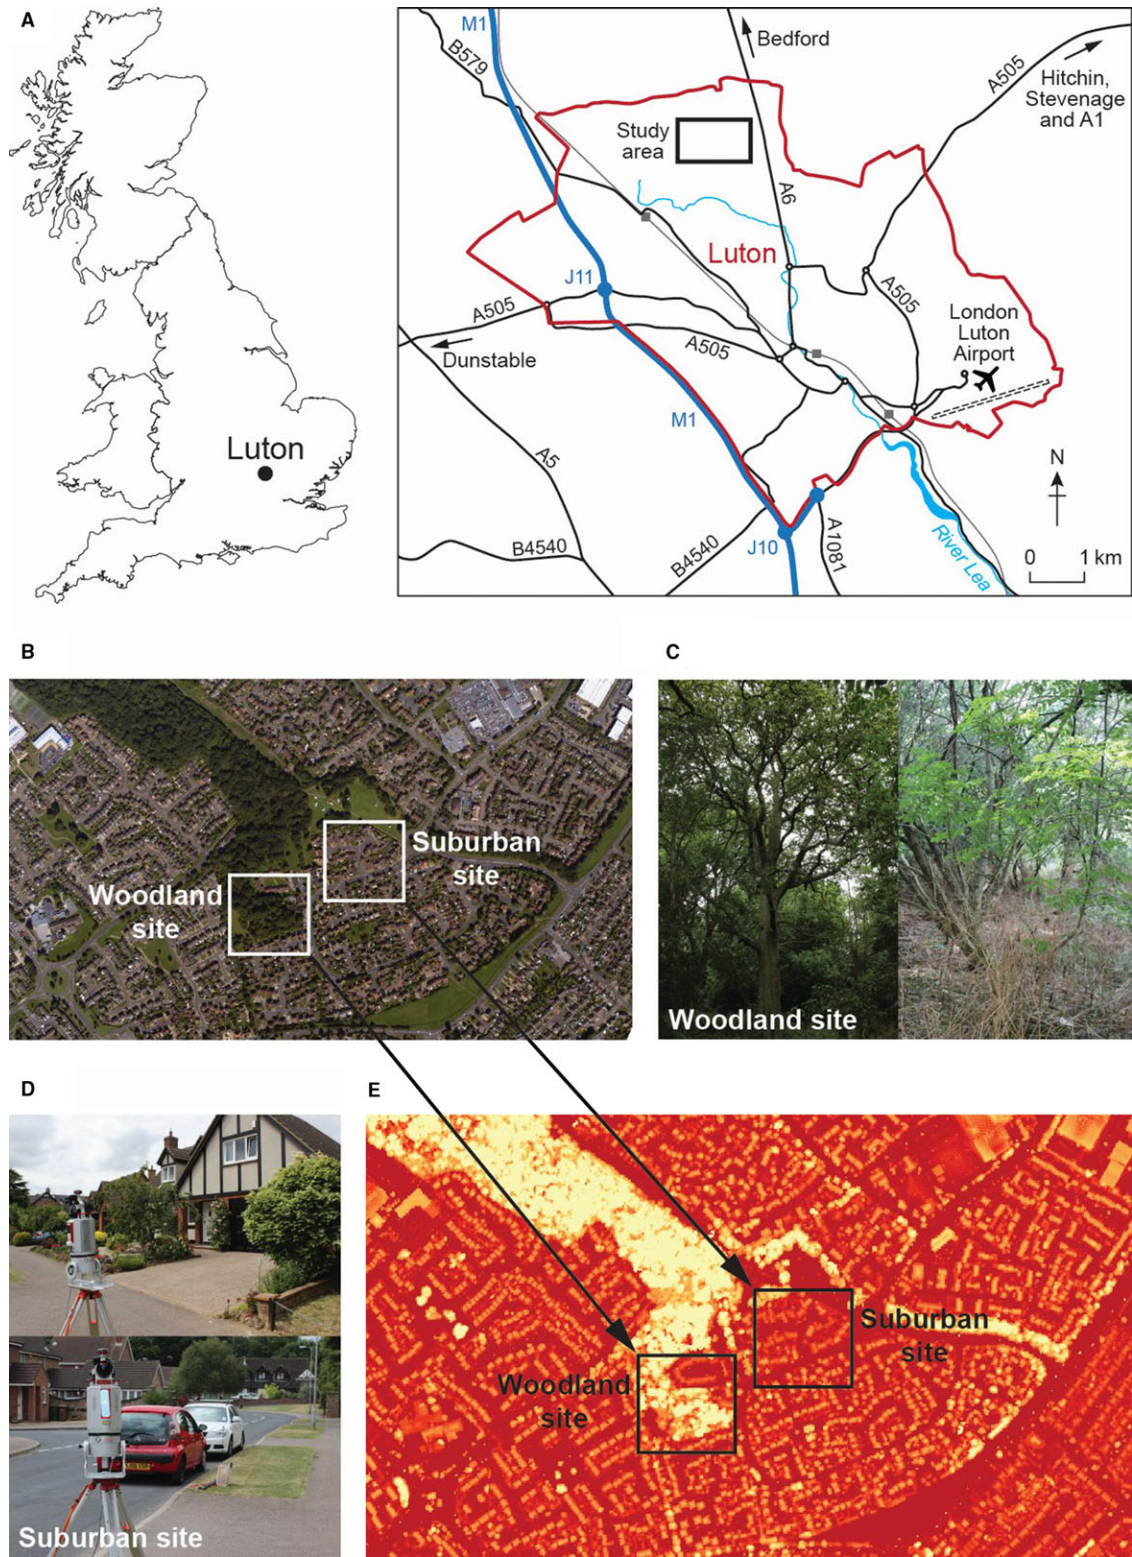 A
Luton
M1
B579
Bedford
A505
Hitchin,
Stevenage
and A1
Study
area
A6
Luton
J11
A505
A505
London
Luton
Airport
Dunstable
A505
M1
A5
N
B4540
B4540
J10
A1081
River Lea
0 1 km
B
C
Suburban
site
Woodland
site
Woodland site
D
E
Suburban
site
Woodland
site
Suburban site